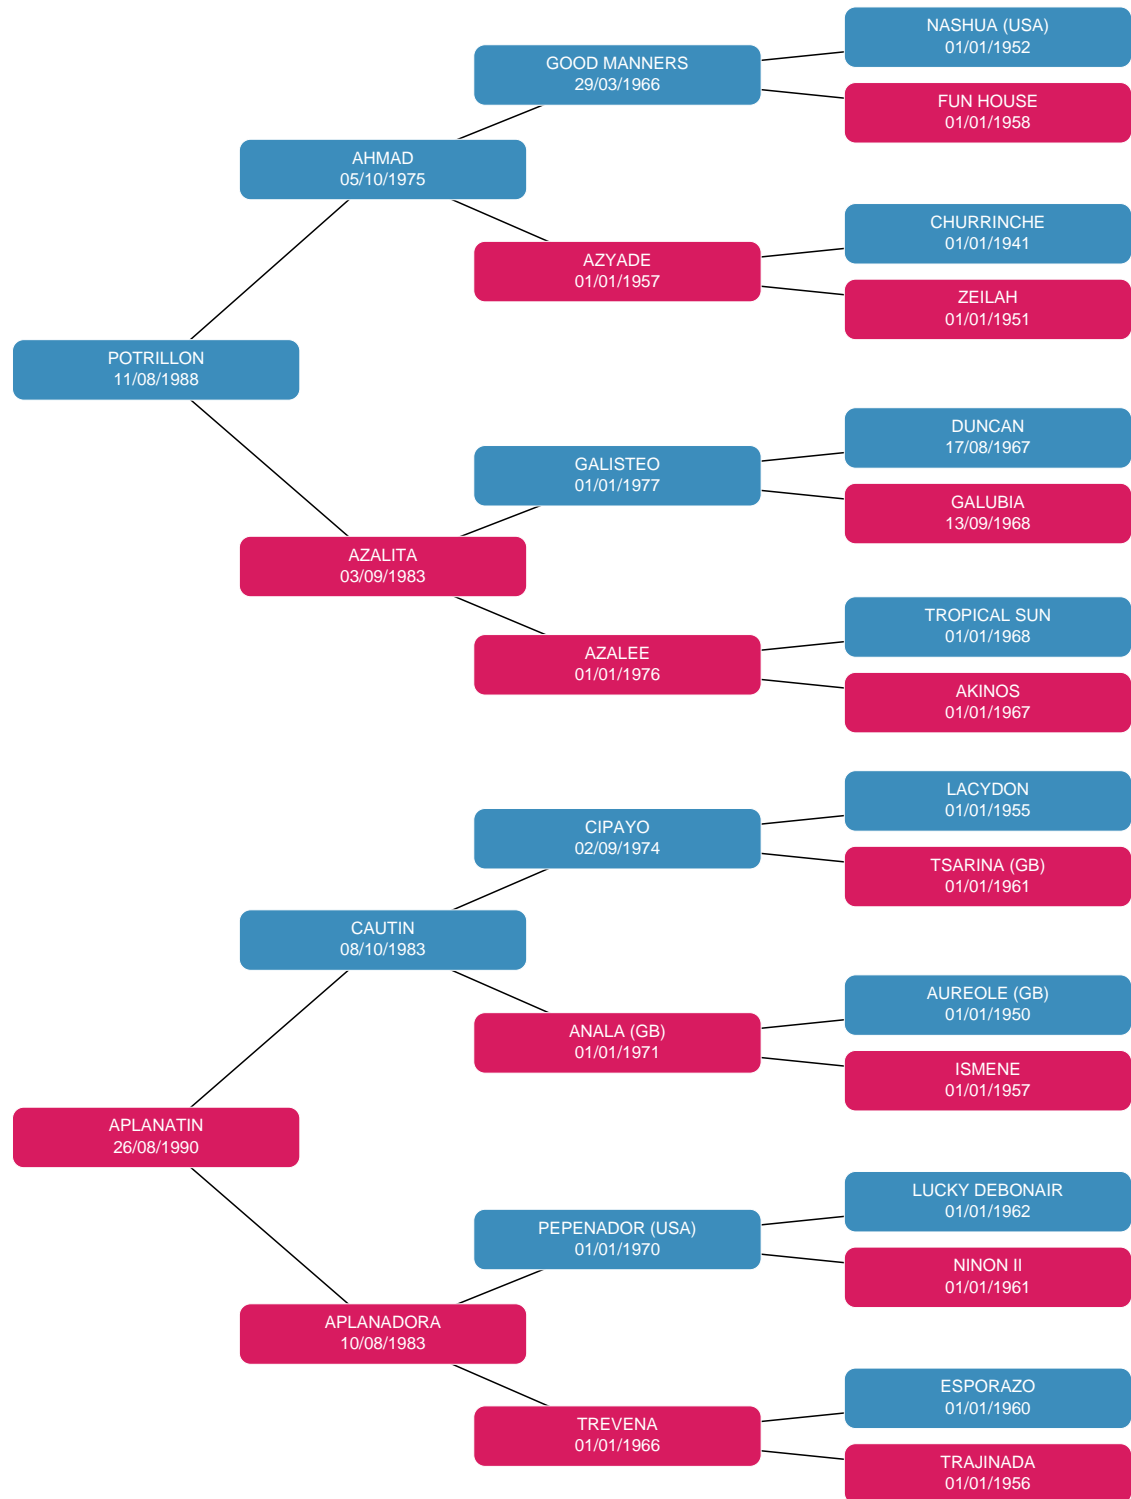 NASHUA (USA)
01/01/1952
GOOD MANNERS
29/03/1966
FUN HOUSE
01/01/1958
AHMAD
05/10/1975
CHURRINCHE
01/01/1941
AZYADE
01/01/1957
ZEILAH
01/01/1951
POTRILLON
11/08/1988
DUNCAN
17/08/1967
GALISTEO
01/01/1977
GALUBIA
13/09/1968
AZALITA
03/09/1983
TROPICAL SUN
01/01/1968
AZALEE
01/01/1976
AKINOS
01/01/1967
LACYDON
01/01/1955
CIPAYO
02/09/1974
TSARINA (GB)
01/01/1961
CAUTIN
08/10/1983
AUREOLE (GB)
01/01/1950
ANALA (GB)
01/01/1971
ISMENE
01/01/1957
APLANATIN
26/08/1990
LUCKY DEBONAIR
01/01/1962
PEPENADOR (USA)
01/01/1970
NINON II
01/01/1961
APLANADORA
10/08/1983
ESPORAZO
01/01/1960
TREVENA
01/01/1966
TRAJINADA
01/01/1956